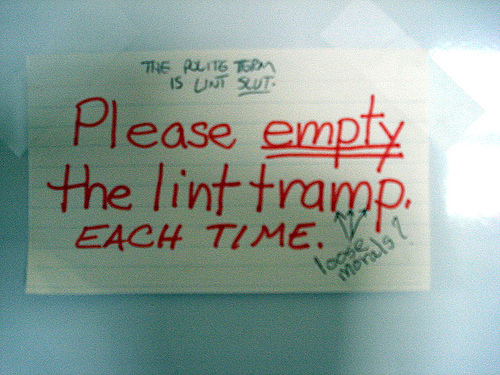 THE POLITE TERM
IS LINT SLUT.
Please empty
the lint tramp.
EACH TIME.
loose
morals?